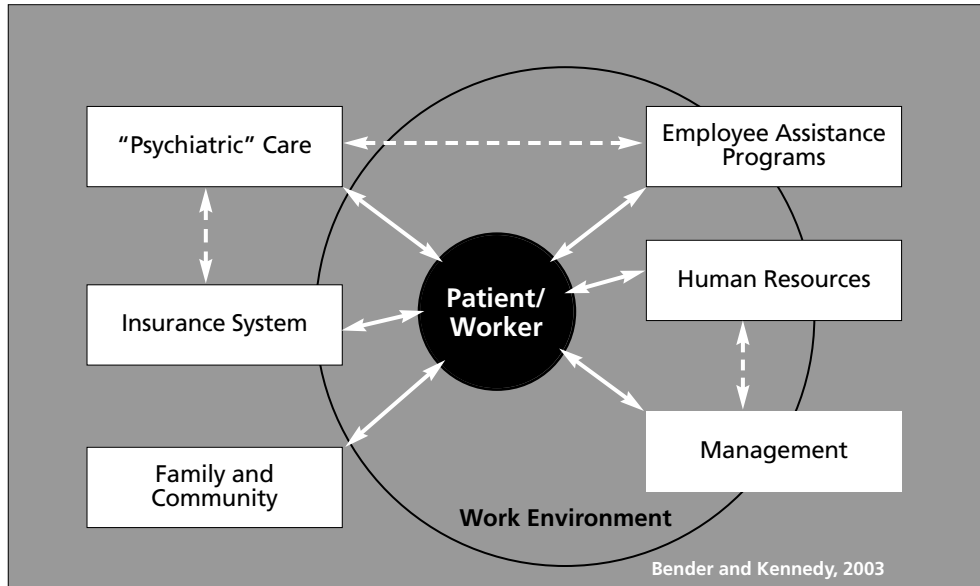 “Psychiatric” Care
Employee Assistance
Programs
Human Resources
Patient/
Worker
Insurance System
Management
Family and
Community
Work Environment
Bender and Kennedy, 2003